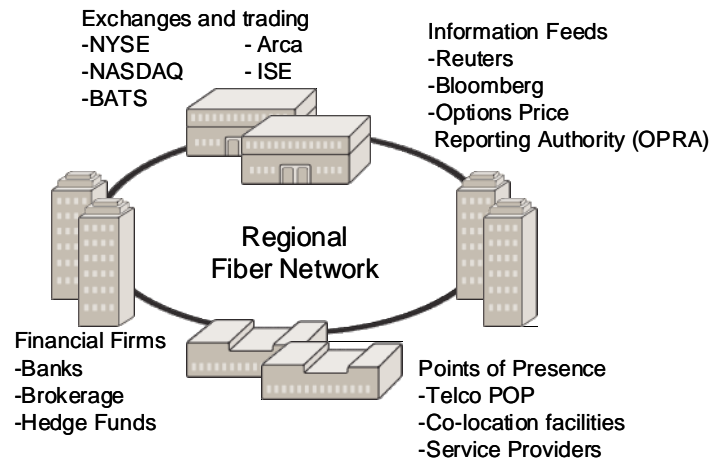 Exchanges and trading
-NYSE - Arca
-NASDAQ - ISE
-BATS
Information Feeds
-Reuters
-Bloomberg
-Options Price
Reporting Authority (OPRA)
Regional
Fiber Network
Financial Firms
-Banks
-Brokerage
-Hedge Funds
Points of Presence
-Telco POP
-Co-location facilities
-Service Providers